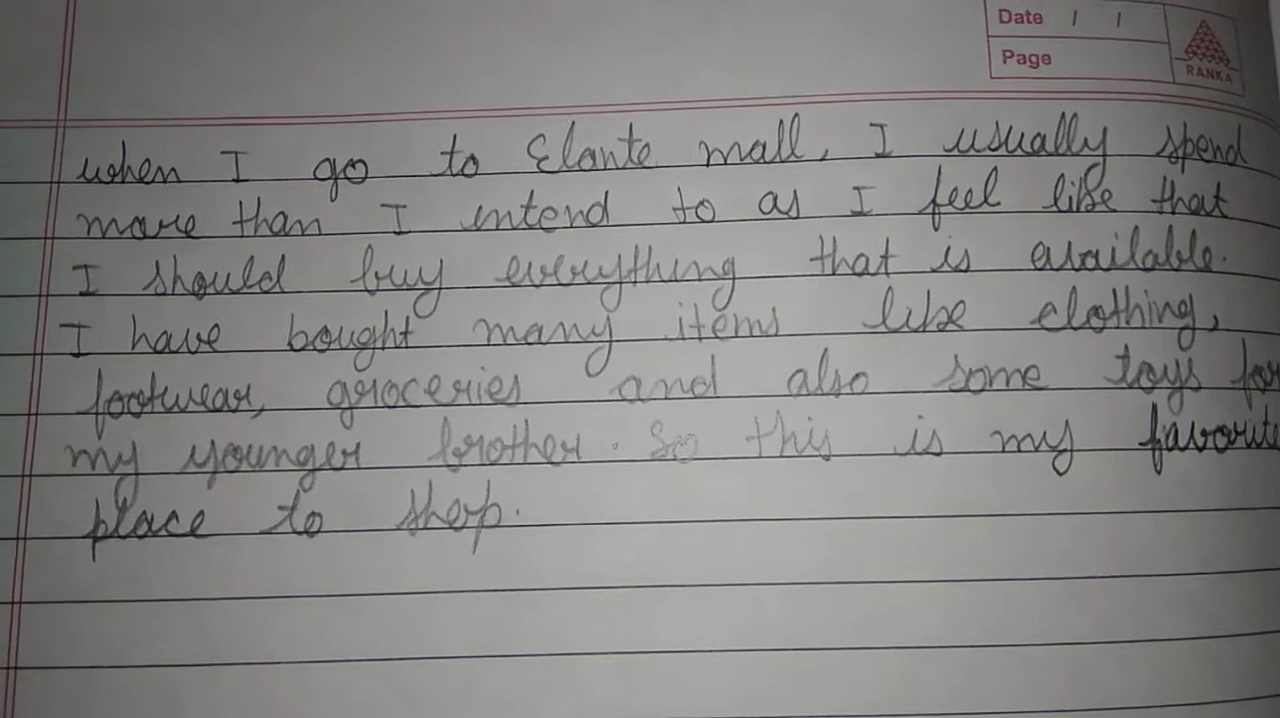 Date / /
Page
RANKA
when I go to Elante mall, I usually spend
more than I intend to as I feel like that
I should buy everything that is available.
I have bought many items like clothing,
footwear, groceries and also some toys for
my younger brother. So this is my favorite
place to shop.